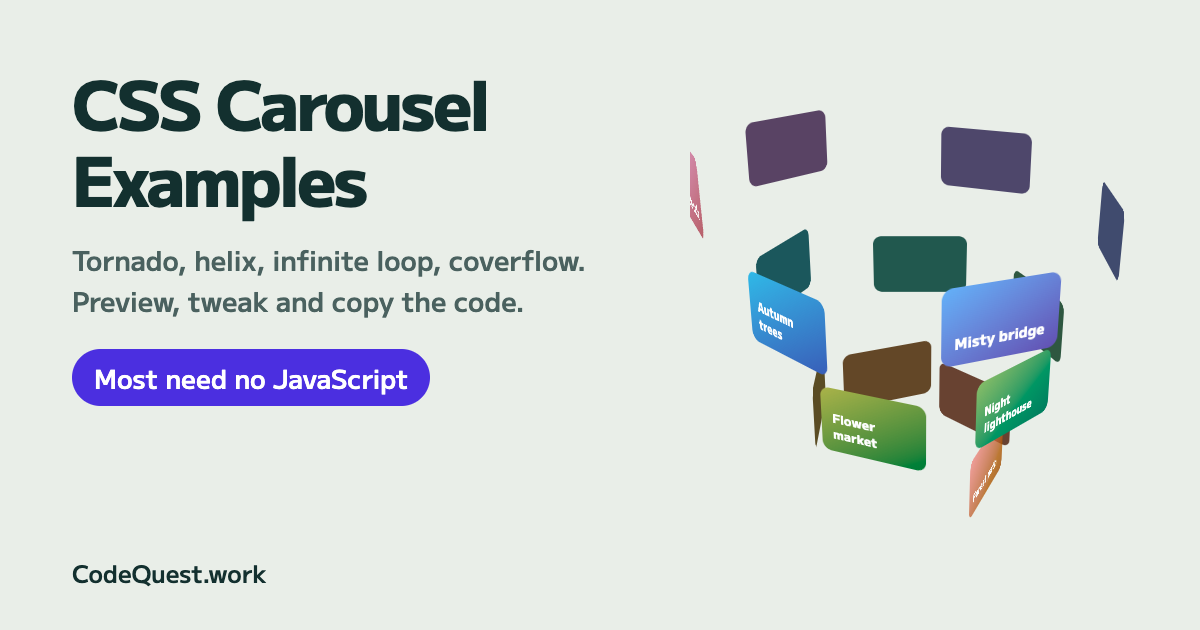 CSS Carousel
Examples
Tornado, helix, infinite loop, coverflow.
Preview, tweak and copy the code.
Most need no JavaScript
Autumn
trees
Misty bridge
Night
lighthouse
Flower
market
CodeQuest.work